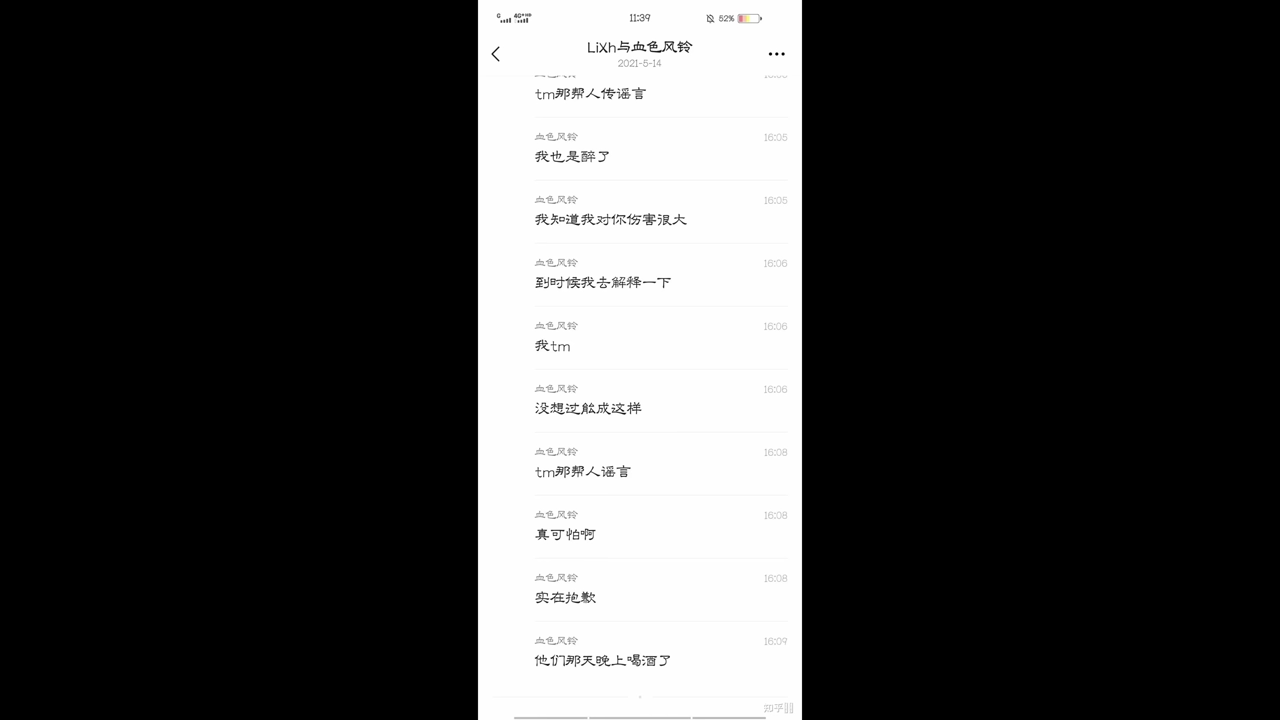 4G+HD
11:39
52%
LiXh与血色风铃
2021-5-14
血色风铃
tm那帮人传谣言
血色风铃 16:05
我也是醉了
血色风铃 16:05
我知道我对你伤害很大
血色风铃 16:06
到时候我去解释一下
血色风铃 16:06
我tm
血色风铃 16:06
没想过能成这样
血色风铃 16:08
tm那帮人谣言
血色风铃 16:08
真可怕啊
血色风铃 16:08
实在抱歉
血色风铃 16:09
他们那天晚上喝酒了
知乎